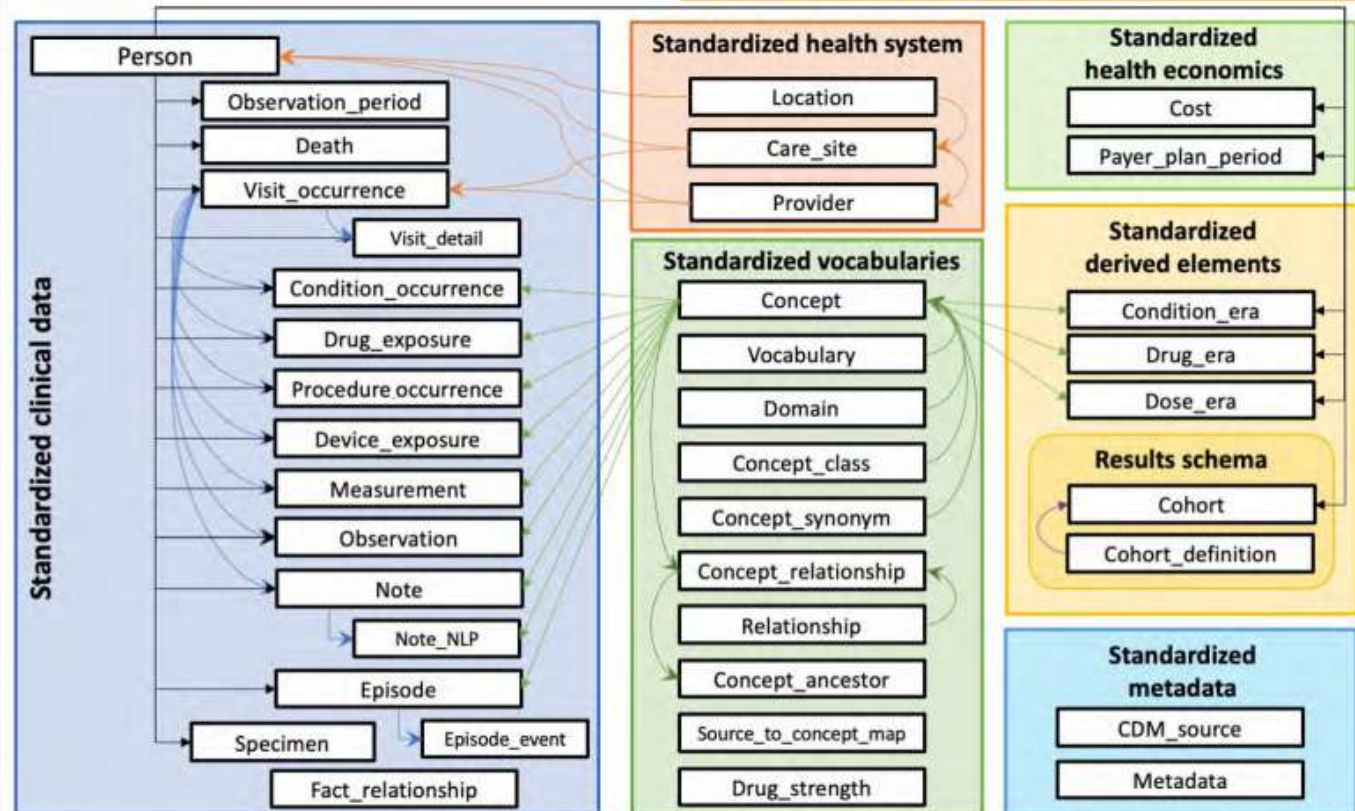 Standardized clinical data
Person
Observation_period
Death
Visit_occurrence
Visit_detail
Condition_occurrence
Drug_exposure
Procedure occurrence
Device_exposure
Measurement
Observation
Note
Note_NLP
Episode
Episode_event
Specimen
Fact_relationship
Standardized health system
Location
Care_site
Provider
Standardized vocabularies
Concept
Vocabulary
Domain
Concept_class
Concept_synonym
Concept_relationship
Relationship
Concept_ancestor
Source_to_concept_map
Drug_strength
Standardized
health economics
Cost
Payer_plan_period
Standardized
derived elements
Condition_era
Drug_era
Dose_era
Results schema
Cohort
Cohort_definition
Standardized
metadata
CDM_source
Metadata